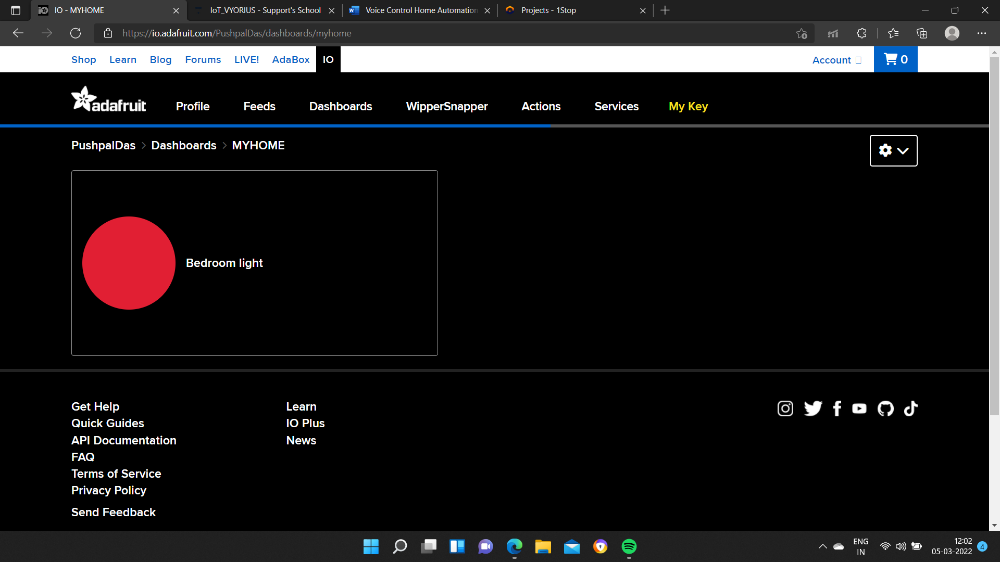 IO - MYHOME
IoT_VYORIUS - Support's School
Voice Control Home Automation
Projects - 1Stop
https://io.adafruit.com/PushpalDas/dashboards/myhome
Shop Learn Blog Forums LIVE! AdaBox IO
Account
0
adafruit
Profile Feeds Dashboards WipperSnapper Actions Services My Key
PushpalDas Dashboards MYHOME
Bedroom light
Get Help
Quick Guides
API Documentation
FAQ
Terms of Service
Privacy Policy
Send Feedback
Learn
IO Plus
News
ENG
IN
12:02
05-03-2022
4